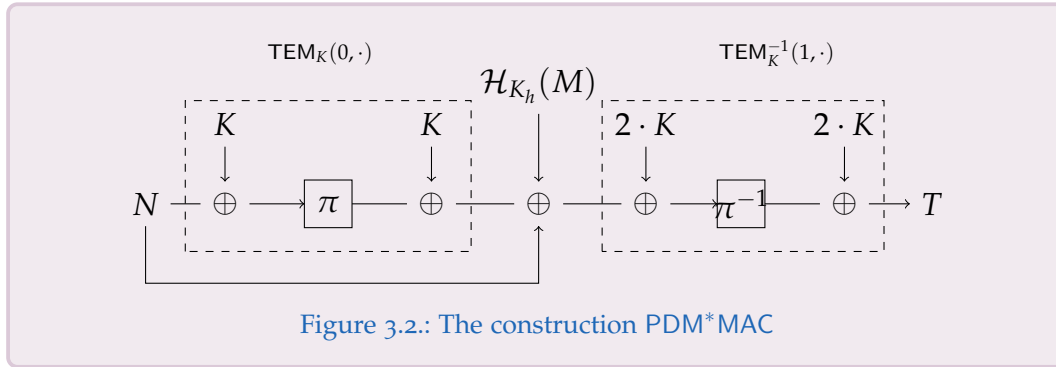 TEM_K(0, ·) TEM_K^{-1}(1, ·)
H_{K_h}(M)
K K 2 · K 2 · K
N ⊕ π ⊕ ⊕ ⊕ π^{-1} ⊕ T
Figure 3.2.: The construction PDM*MAC